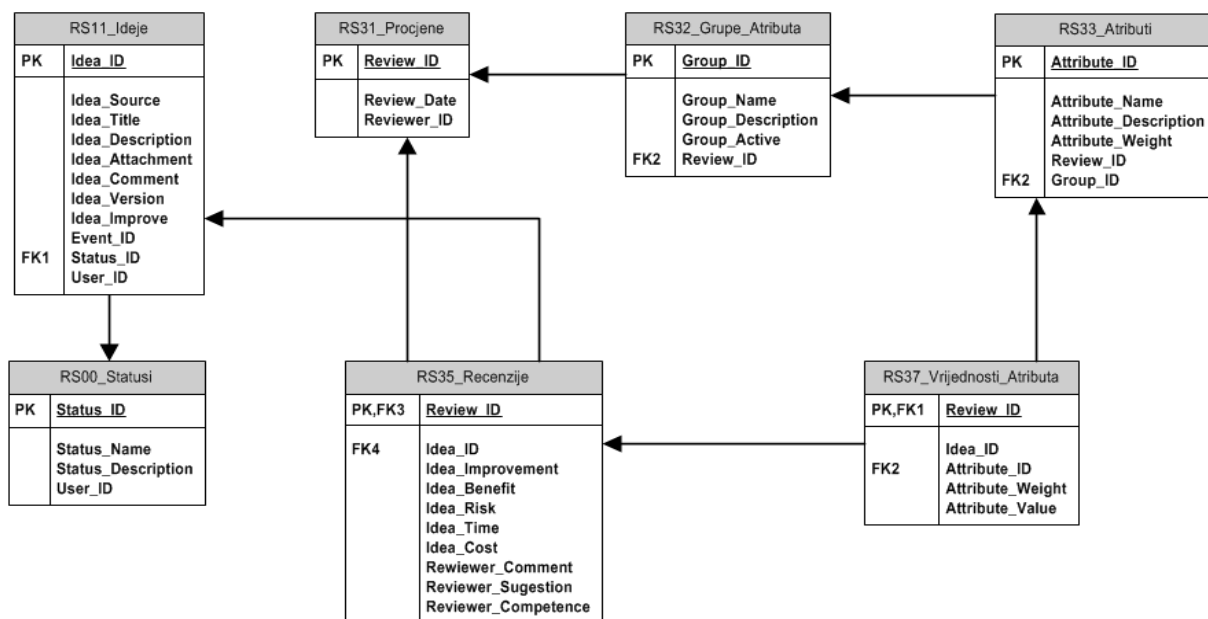 RS11_Ideje
PK Idea_ID
Idea_Source
Idea_Title
Idea_Description
Idea_Attachment
Idea_Comment
Idea_Version
Idea_Improve
Event_ID
FK1 Status_ID
User_ID
RS31_Procjene
PK Review_ID
Review_Date
Reviewer_ID
RS32_Grupe_Atributa
PK Group_ID
Group_Name
Group_Description
Group_Active
FK2 Review_ID
RS33_Atributi
PK Attribute_ID
Attribute_Name
Attribute_Description
Attribute_Weight
Review_ID
FK2 Group_ID
RS00_Statusi
PK Status_ID
Status_Name
Status_Description
User_ID
RS35_Recenzije
PK,FK3 Review_ID
FK4 Idea_ID
Idea_Improvement
Idea_Benefit
Idea_Risk
Idea_Time
Idea_Cost
Rewiewer_Comment
Reviewer_Sugestion
Reviewer_Competence
RS37_Vrijednosti_Atributa
PK,FK1 Review_ID
Idea_ID
FK2 Attribute_ID
Attribute_Weight
Attribute_Value